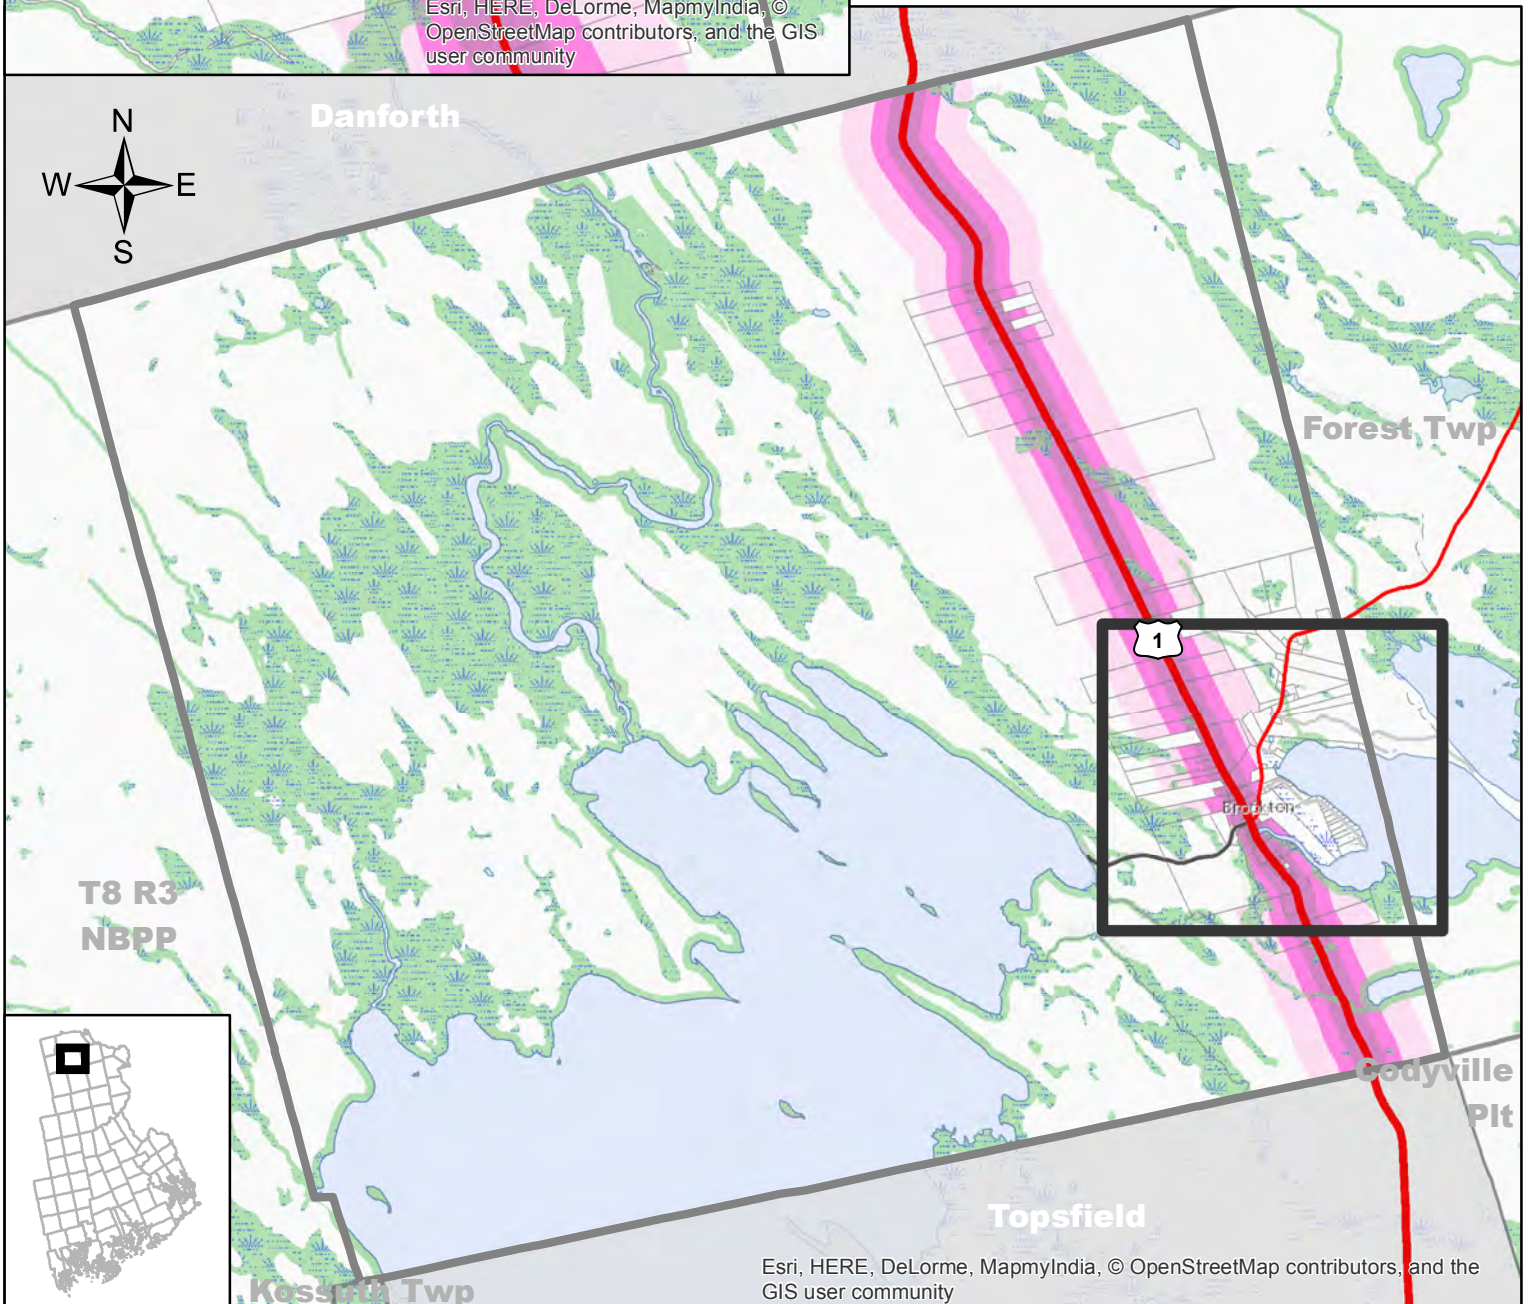 Esri, HERE, DeLorme, MapmyIndia, ©
OpenStreetMap contributors, and the GIS
user community
Danforth
N
W E
S
Forest Twp
1
Brookton
T8 R3
NBPP
Codyville
Plt
Topsfield
Esri, HERE, DeLorme, MapmyIndia, © OpenStreetMap contributors, and the
GIS user community
Kossuth Twp